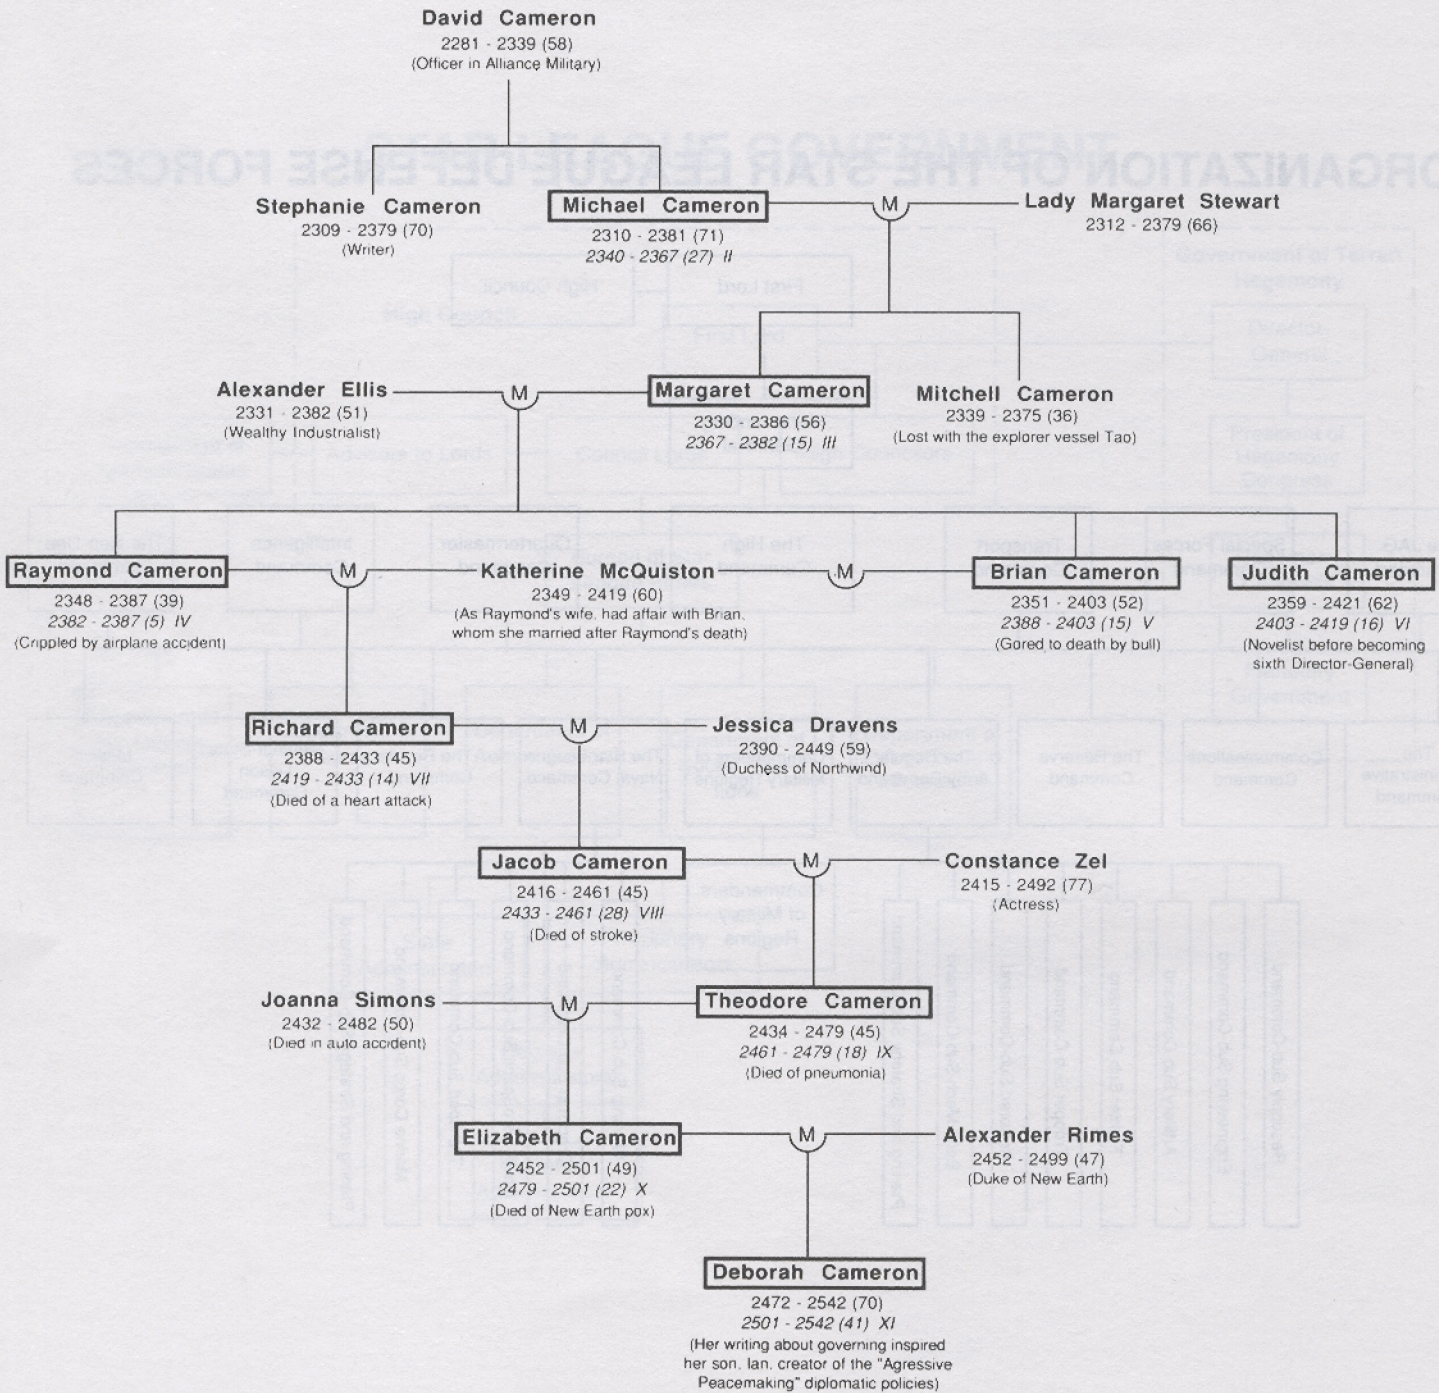 David Cameron
2281 - 2339 (58)
(Officer in Alliance Military)
Stephanie Cameron
2309 - 2379 (70)
(Writer)
Michael Cameron
2310 - 2381 (71)
2340 - 2367 (27) II
M
Lady Margaret Stewart
2312 - 2379 (66)
Alexander Ellis
2331 - 2382 (51)
(Wealthy Industrialist)
M
Margaret Cameron
2330 - 2386 (56)
2367 - 2382 (15) III
Mitchell Cameron
2339 - 2375 (36)
(Lost with the explorer vessel Tao)
Raymond Cameron
2348 - 2387 (39)
2382 - 2387 (5) IV
(Crippled by airplane accident)
M
Katherine McQuiston
2349 - 2419 (60)
(As Raymond's wife, had affair with Brian,
whom she married after Raymond's death)
M
Brian Cameron
2351 - 2403 (52)
2388 - 2403 (15) V
(Gored to death by bull)
Judith Cameron
2359 - 2421 (62)
2403 - 2419 (16) VI
(Novelist before becoming
sixth Director-General)
Richard Cameron
2388 - 2433 (45)
2419 - 2433 (14) VII
(Died of a heart attack)
M
Jessica Dravens
2390 - 2449 (59)
(Duchess of Northwind)
Jacob Cameron
2416 - 2461 (45)
2433 - 2461 (28) VIII
(Died of stroke)
M
Constance Zel
2415 - 2492 (77)
(Actress)
Joanna Simons
2432 - 2482 (50)
(Died in auto accident)
M
Theodore Cameron
2434 - 2479 (45)
2461 - 2479 (18) IX
(Died of pneumonia)
Elizabeth Cameron
2452 - 2501 (49)
2479 - 2501 (22) X
(Died of New Earth pox)
M
Alexander Rimes
2452 - 2499 (47)
(Duke of New Earth)
Deborah Cameron
2472 - 2542 (70)
2501 - 2542 (41) XI
(Her writing about governing inspired
her son, Ian, creator of the "Agressive
Peacemaking" diplomatic policies)
ORGANIZATION OF THE STAR LEAGUE DEFENSE FORCES